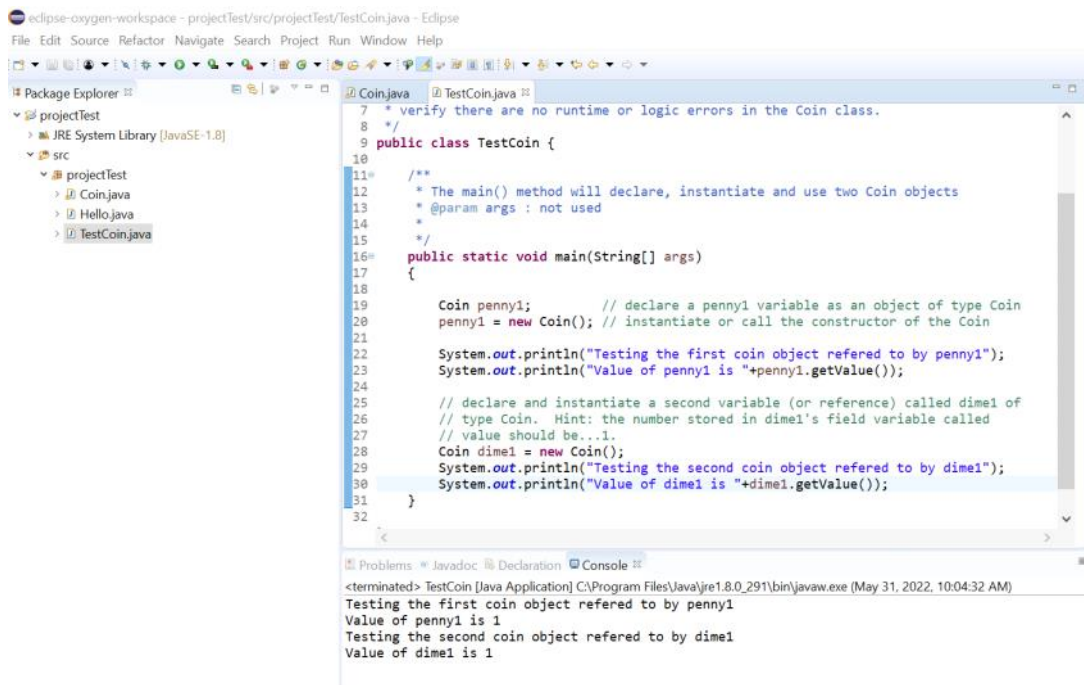 eclipse-oxygen-workspace - projectTest/src/projectTest/TestCoin.java - Eclipse
File Edit Source Refactor Navigate Search Project Run Window Help
Package Explorer
projectTest
JRE System Library [JavaSE-1.8]
src
projectTest
Coin.java
Hello.java
TestCoin.java
Coin.java TestCoin.java
7 * verify there are no runtime or logic errors in the Coin class.
8 */
9 public class TestCoin {
10
11 /**
12 * The main() method will declare, instantiate and use two Coin objects
13 * @param args : not used
14 *
15 */
16 public static void main(String[] args)
17 {
18
19 Coin penny1; // declare a penny1 variable as an object of type Coin
20 penny1 = new Coin(); // instantiate or call the constructor of the Coin
21
22 System.out.println("Testing the first coin object refered to by penny1");
23 System.out.println("Value of penny1 is "+penny1.getValue());
24
25 // declare and instantiate a second variable (or reference) called dime1 of
26 // type Coin. Hint: the number stored in dime1's field variable called
27 // value should be...1.
28 Coin dime1 = new Coin();
29 System.out.println("Testing the second coin object refered to by dime1");
30 System.out.println("Value of dime1 is "+dime1.getValue());
31 }
32
Problems Javadoc Declaration Console
<terminated> TestCoin [Java Application] C:\Program Files\Java\jre1.8.0_291\bin\javaw.exe (May 31, 2022, 10:04:32 AM)
Testing the first coin object refered to by penny1
Value of penny1 is 1
Testing the second coin object refered to by dime1
Value of dime1 is 1